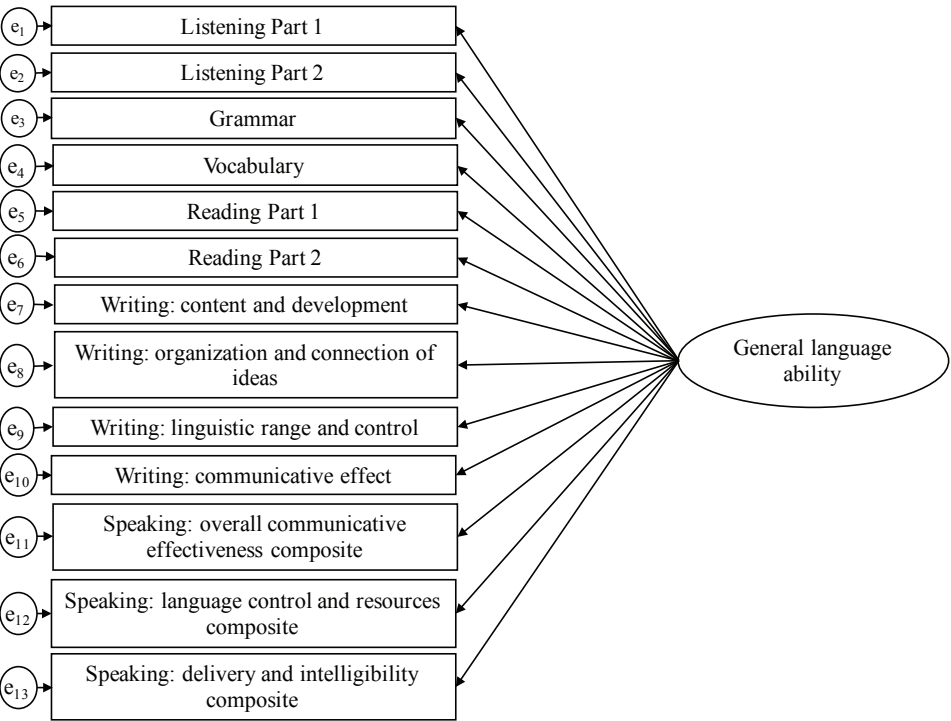 e1
Listening Part 1
e2
Listening Part 2
e3
Grammar
e4
Vocabulary
e5
Reading Part 1
e6
Reading Part 2
e7
Writing: content and development
e8
Writing: organization and connection of
ideas
General language
ability
e9
Writing: linguistic range and control
e10
Writing: communicative effect
e11
Speaking: overall communicative
effectiveness composite
e12
Speaking: language control and resources
composite
e13
Speaking: delivery and intelligibility
composite